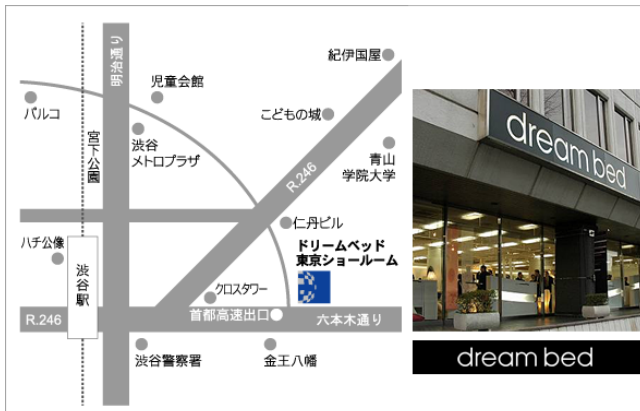 明治通り
紀伊国屋
児童会館
パルコ
こどもの城
宮下公園
渋谷
メトロプラザ
青山
学院大学
R.246
仁丹ビル
ハチ公像
渋谷駅
ドリームベッド
東京ショールーム
クロスタワー
R.246
首都高速出口
六本木通り
渋谷警察署
金王八幡
dream bed
dream bed